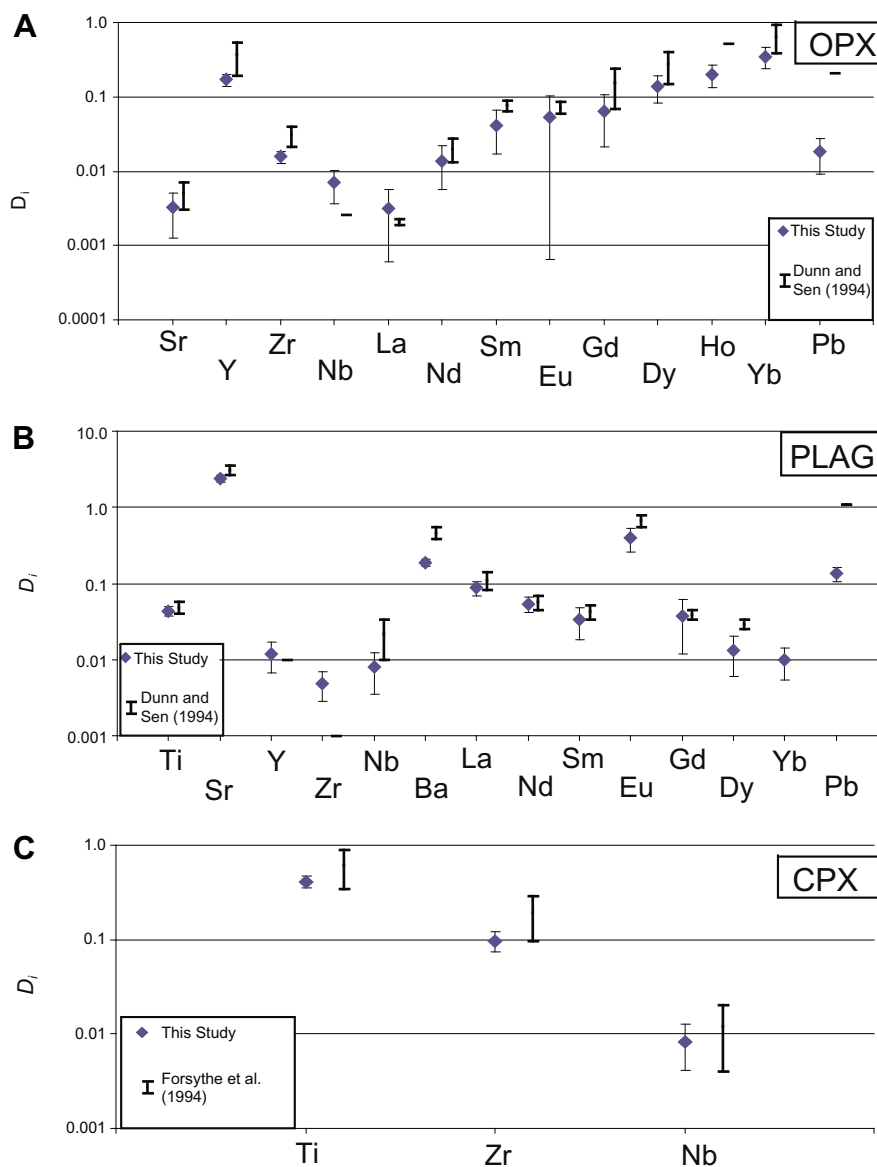 A
OPX
1.0
0.1
0.01
0.001
0.0001
Di
This Study
Dunn and
Sen (1994)
Sr
Y
Zr
Nb
La
Nd
Sm
Eu
Gd
Dy
Ho
Yb
Pb
B
PLAG
10.0
1.0
0.1
0.01
0.001
Di
This Study
Dunn and
Sen (1994)
Ti
Sr
Y
Zr
Nb
Ba
La
Nd
Sm
Eu
Gd
Dy
Yb
Pb
C
CPX
1.0
0.1
0.01
0.001
Di
This Study
Forsythe et al.
(1994)
Ti
Zr
Nb